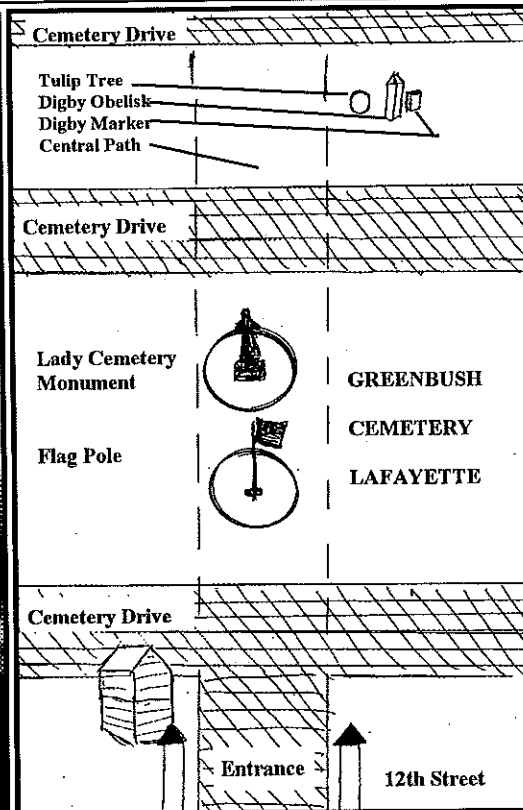 Cemetery Drive
Tulip Tree
Digby Obelisk
Digby Marker
Central Path
Cemetery Drive
Lady Cemetery
Monument
GREENBUSH
CEMETERY
Flag Pole
LAFAYETTE
Cemetery Drive
Entrance
12th Street